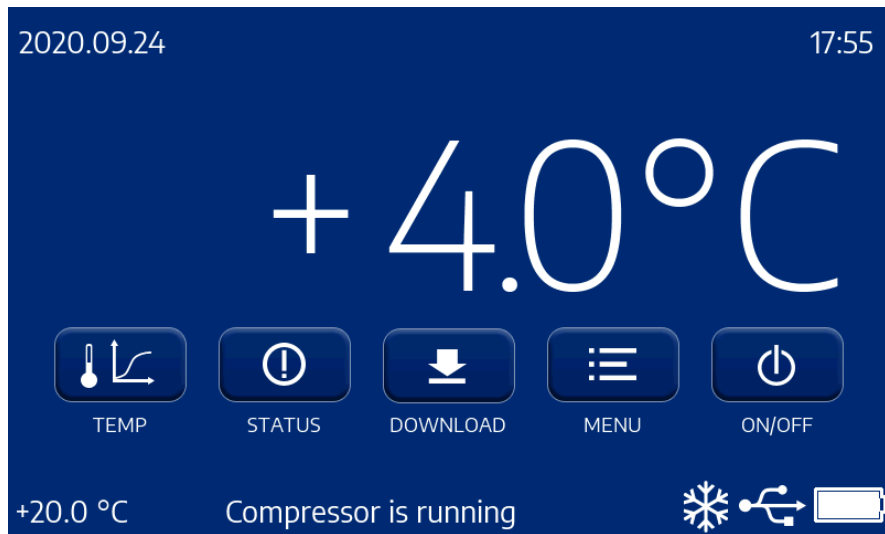 2020.09.24 17:55
+4.0°C
TEMP STATUS DOWNLOAD MENU ON/OFF
+20.0 °C Compressor is running